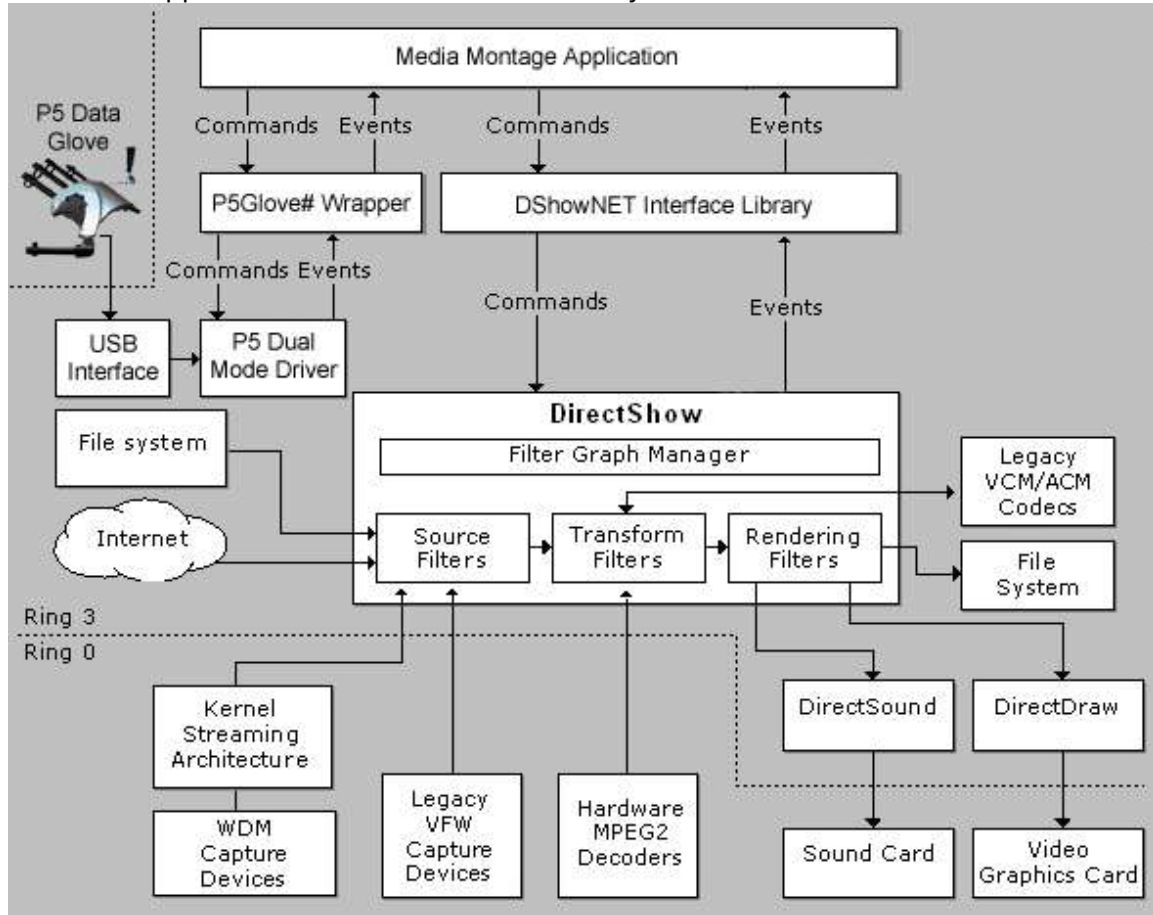 Media Montage Application
P5 Data
Glove
Commands
Events
Commands
Events
P5Glove# Wrapper
DShowNET Interface Library
Commands
Events
Commands
Events
USB
Interface
P5 Dual
Mode Driver
DirectShow
File system
Filter Graph Manager
Legacy
VCM/ACM
Codecs
Internet
Source
Filters
Transform
Filters
Rendering
Filters
File
System
Ring 3
Ring 0
Kernel
Streaming
Architecture
DirectSound
DirectDraw
WDM
Capture
Devices
Legacy
VFW
Capture
Devices
Hardware
MPEG2
Decoders
Sound Card
Video
Graphics Card